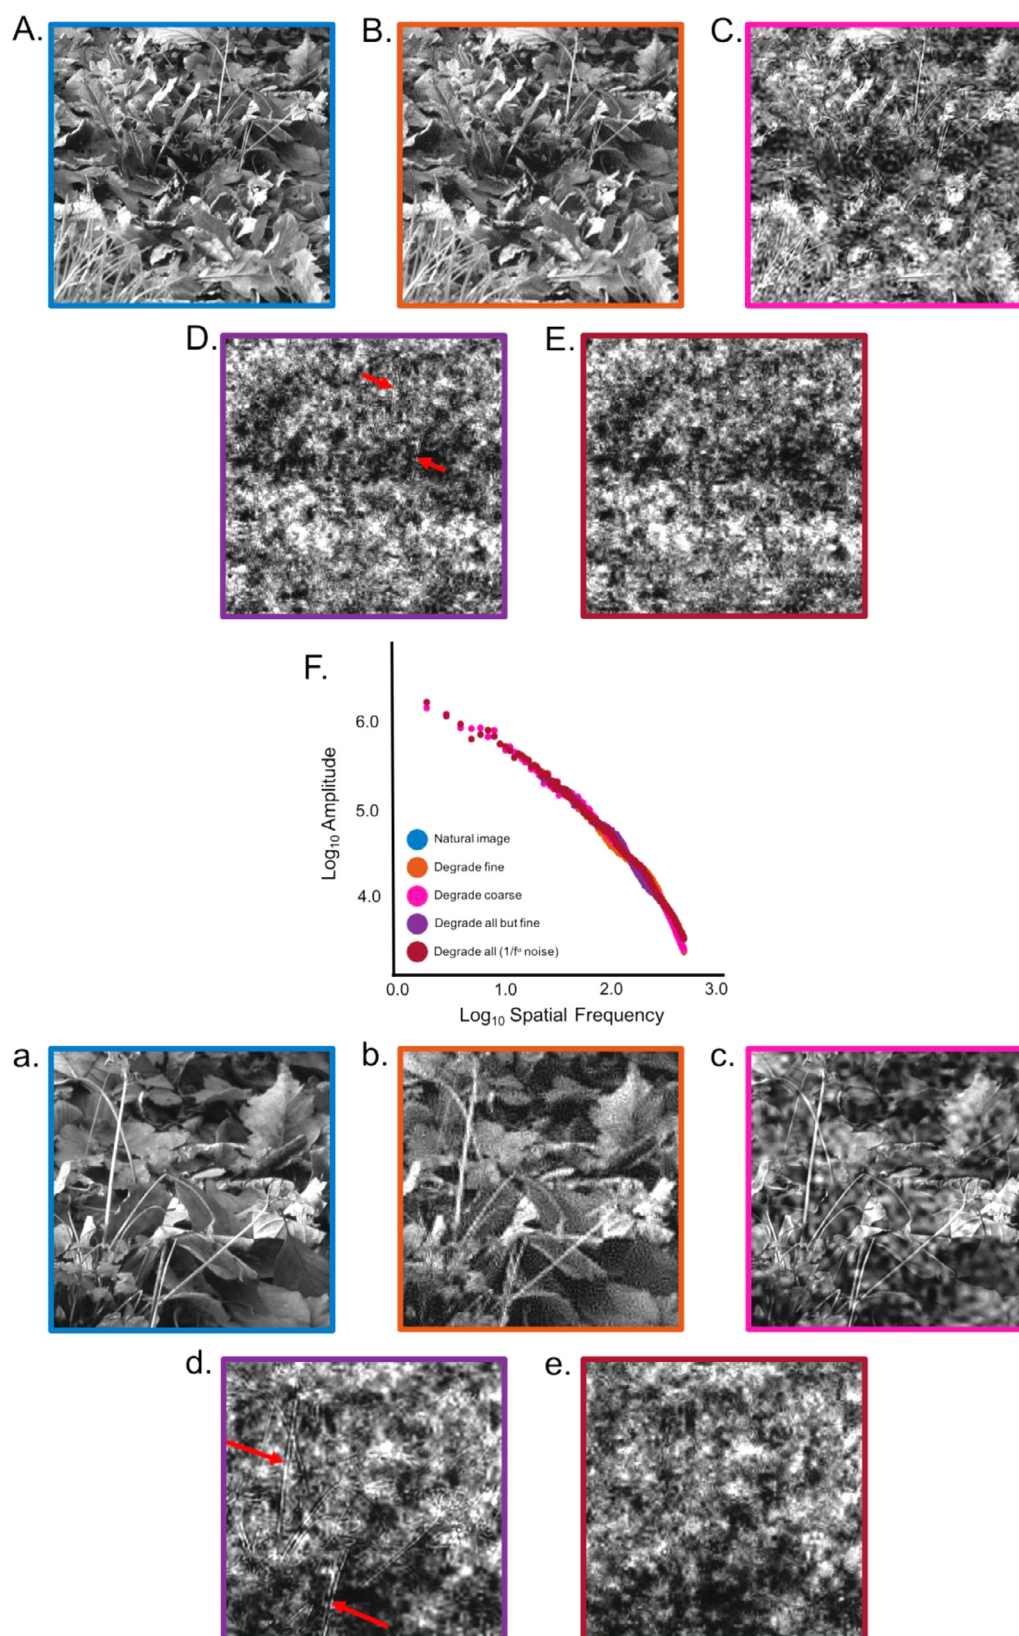 A.
B.
C.
D.
E.
F.
6.0
5.0
4.0
Log₁₀ Amplitude
Natural image
Degrade fine
Degrade coarse
Degrade all but fine
Degrade all (1/fᵅ noise)
0.0 1.0 2.0 3.0
Log₁₀ Spatial Frequency
a.
b.
c.
d.
e.